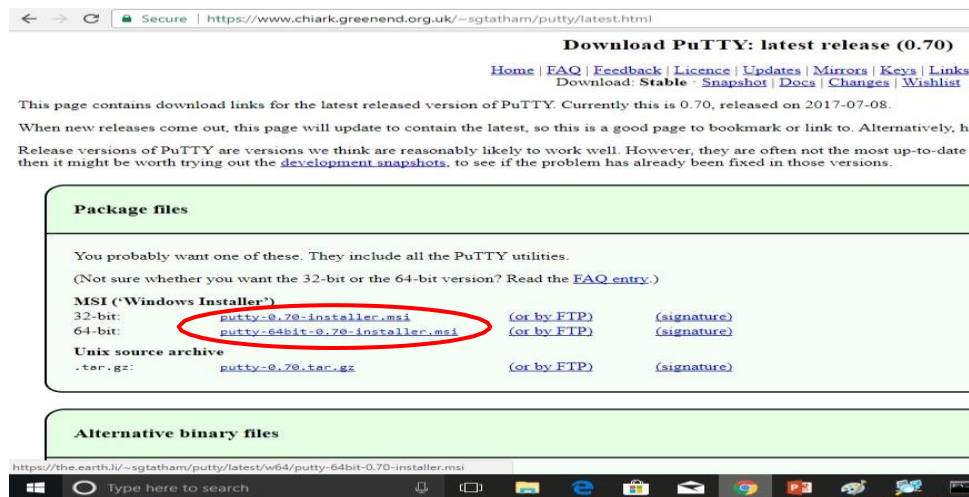 Secure | https://www.chiark.greenend.org.uk/~sgtatham/putty/latest.html
Download PuTTY: latest release (0.70)
Home | FAQ | Feedback | Licence | Updates | Mirrors | Keys | Links
Download: Stable · Snapshot | Docs | Changes | Wishlist
This page contains download links for the latest released version of PuTTY. Currently this is 0.70, released on 2017-07-08.
When new releases come out, this page will update to contain the latest, so this is a good page to bookmark or link to. Alternatively, h
Release versions of PuTTY are versions we think are reasonably likely to work well. However, they are often not the most up-to-date
then it might be worth trying out the development snapshots, to see if the problem has already been fixed in those versions.
Package files
You probably want one of these. They include all the PuTTY utilities.
(Not sure whether you want the 32-bit or the 64-bit version? Read the FAQ entry.)
MSI (‘Windows Installer’)
32-bit: putty-0.70-installer.msi (or by FTP) (signature)
64-bit: putty-64bit-0.70-installer.msi (or by FTP) (signature)
Unix source archive
.tar.gz: putty-0.70.tar.gz (or by FTP) (signature)
Alternative binary files
https://the.earth.li/~sgtatham/putty/latest/w64/putty-64bit-0.70-installer.msi
Type here to search